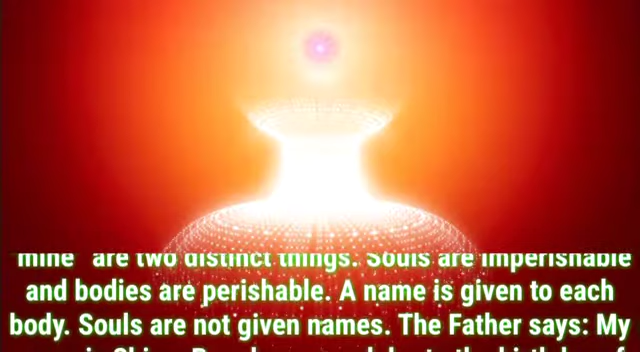 mine" are two distinct things. Souls are imperishable
and bodies are perishable. A name is given to each
body. Souls are not given names. The Father says: My